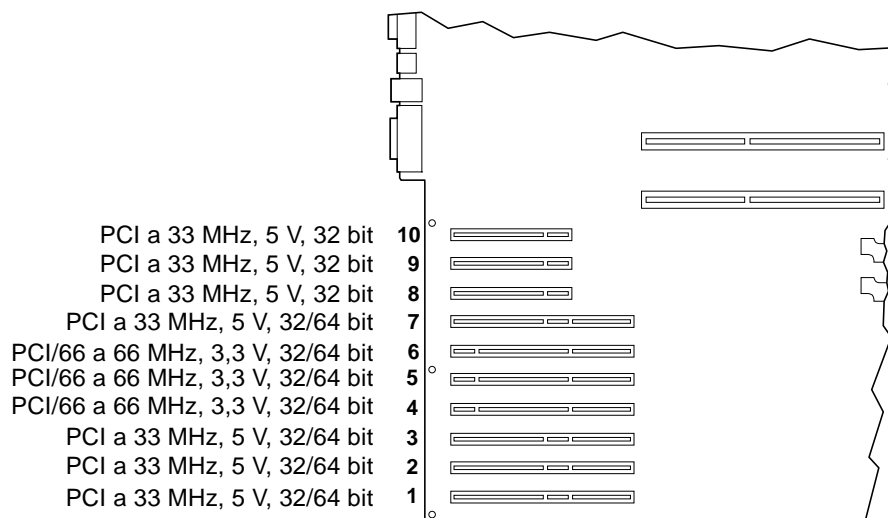 PCI a 33 MHz, 5 V, 32 bit 10
PCI a 33 MHz, 5 V, 32 bit 9
PCI a 33 MHz, 5 V, 32 bit 8
PCI a 33 MHz, 5 V, 32/64 bit 7
PCI/66 a 66 MHz, 3,3 V, 32/64 bit 6
PCI/66 a 66 MHz, 3,3 V, 32/64 bit 5
PCI/66 a 66 MHz, 3,3 V, 32/64 bit 4
PCI a 33 MHz, 5 V, 32/64 bit 3
PCI a 33 MHz, 5 V, 32/64 bit 2
PCI a 33 MHz, 5 V, 32/64 bit 1